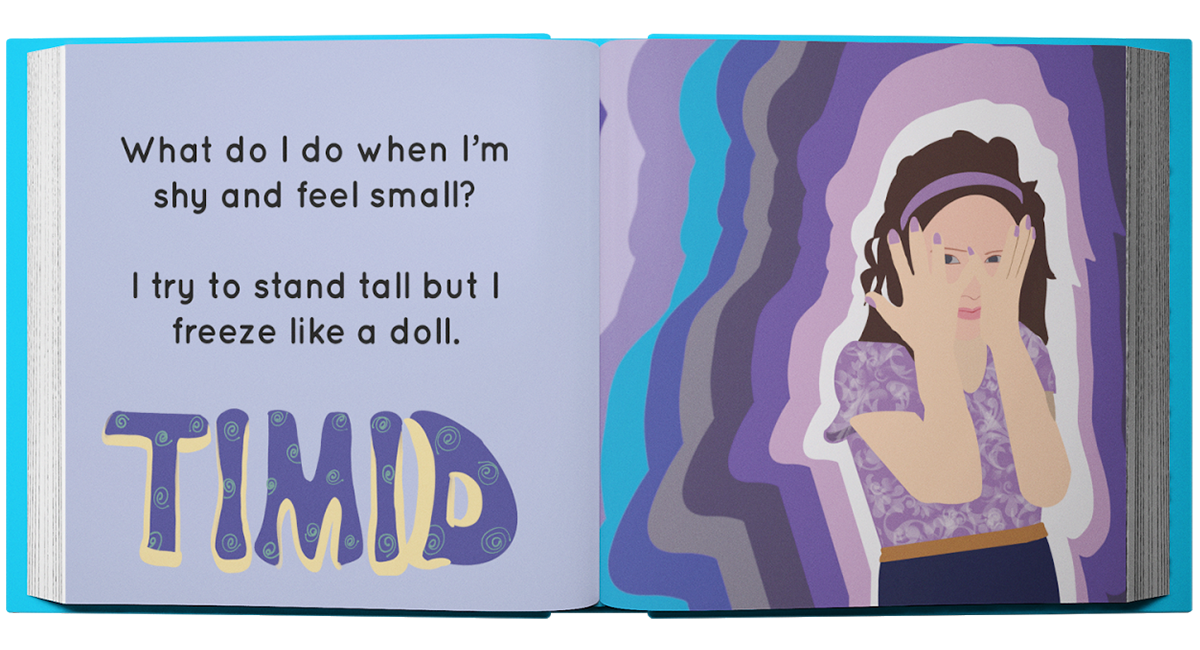 What do I do when I'm
shy and feel small?
I try to stand tall but I
freeze like a doll.
TIMID